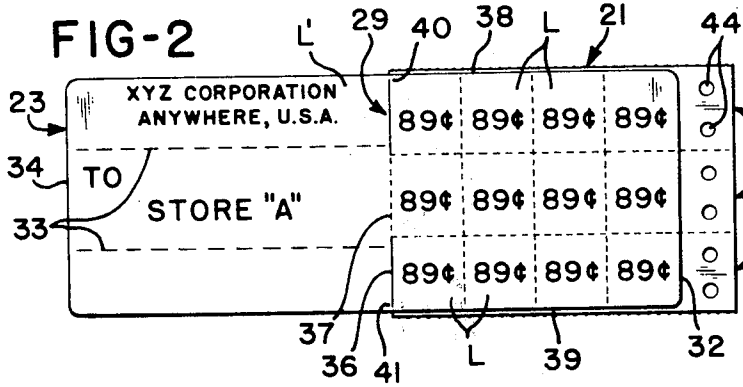 FIG-2
L' 29 40 38 L 21 44
23 XYZ CORPORATION
ANYWHERE, U.S.A.
89¢ 89¢ 89¢ 89¢
34 TO
STORE "A"
89¢ 89¢ 89¢ 89¢
33
89¢ 89¢ 89¢ 89¢
37 36 41 L 39 32